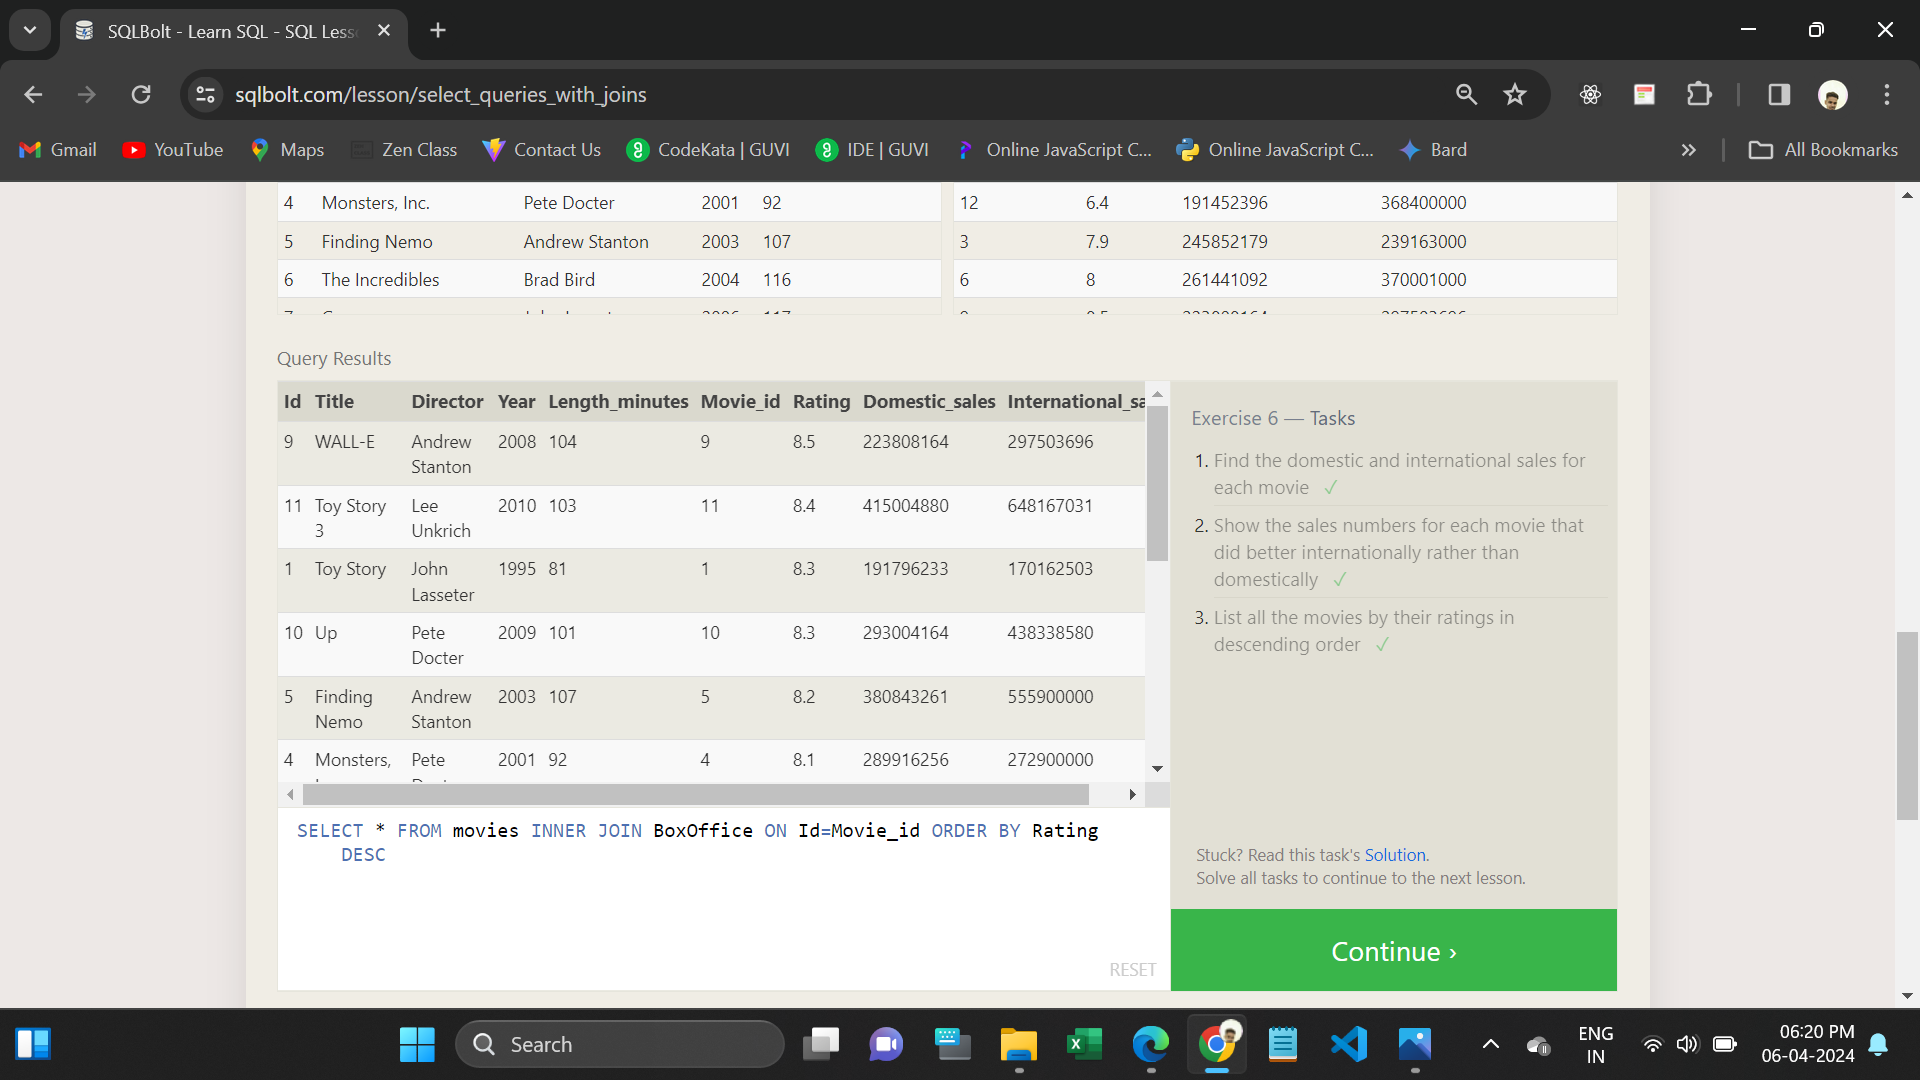 SQLBolt - Learn SQL - SQL Less
sqlbolt.com/lesson/select_queries_with_joins
Gmail YouTube Maps Zen Class Contact Us CodeKata | GUVI IDE | GUVI Online JavaScript C... Online JavaScript C... Bard » All Bookmarks
4 Monsters, Inc. Pete Docter 2001 92 12 6.4 191452396 368400000
5 Finding Nemo Andrew Stanton 2003 107 3 7.9 245852179 239163000
6 The Incredibles Brad Bird 2004 116 6 8 261441092 370001000
Query Results
Id Title Director Year Length_minutes Movie_id Rating Domestic_sales International_sa
9 WALL-E Andrew Stanton 2008 104 9 8.5 223808164 297503696
11 Toy Story 3 Lee Unkrich 2010 103 11 8.4 415004880 648167031
1 Toy Story John Lasseter 1995 81 1 8.3 191796233 170162503
10 Up Pete Docter 2009 101 10 8.3 293004164 438338580
5 Finding Nemo Andrew Stanton 2003 107 5 8.2 380843261 555900000
4 Monsters, Pete 2001 92 4 8.1 289916256 272900000
SELECT * FROM movies INNER JOIN BoxOffice ON Id=Movie_id ORDER BY Rating
DESC
RESET
Exercise 6 — Tasks
1. Find the domestic and international sales for
each movie ✓
2. Show the sales numbers for each movie that
did better internationally rather than
domestically ✓
3. List all the movies by their ratings in
descending order ✓
Stuck? Read this task's Solution.
Solve all tasks to continue to the next lesson.
Continue ›
Search
ENG
IN
06:20 PM
06-04-2024